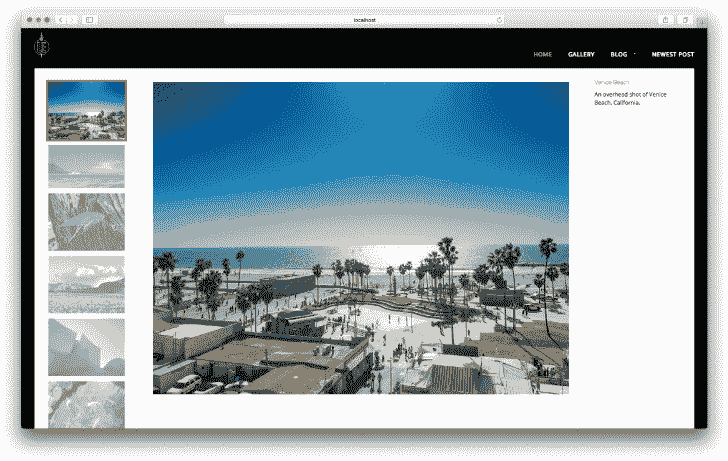 localhost
HOME GALLERY BLOG NEWEST POST
Venice Beach
An overhead shot of Venice
Beach, California.